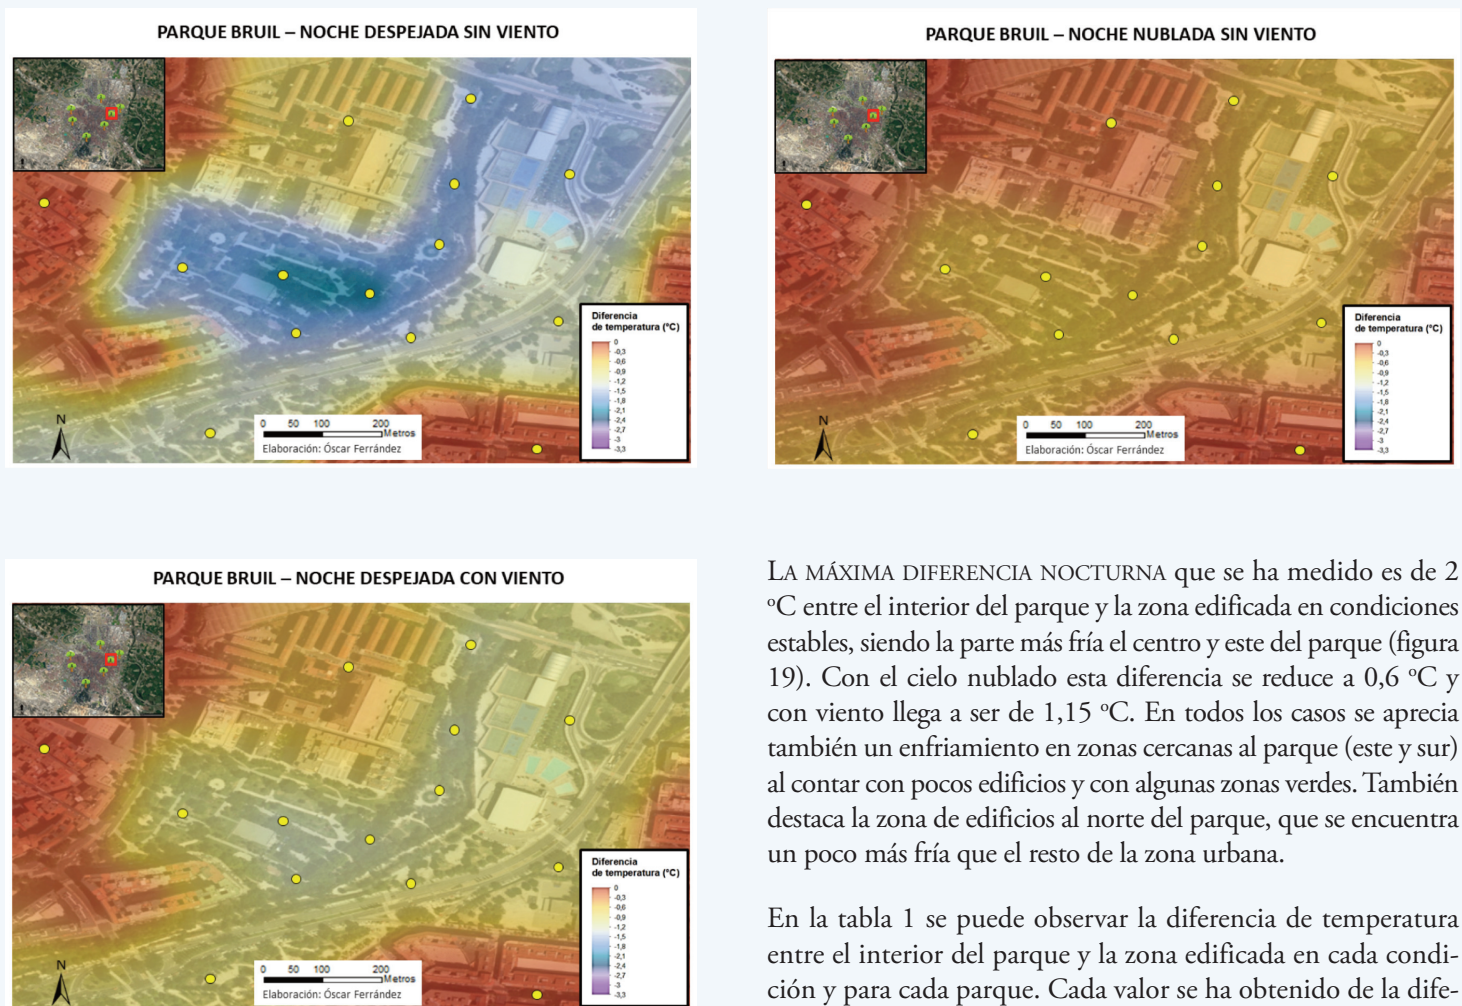 PARQUE BRUIL – NOCHE DESPEJADA SIN VIENTO
Diferencia
de temperatura (°C)
0
-0,3
-0,6
-0,9
-1,2
-1,5
-1,8
-2,1
-2,4
-2,7
-3
-3,3
N
0 50 100 200
Metros
Elaboración: Óscar Ferrández
PARQUE BRUIL – NOCHE NUBLADA SIN VIENTO
Diferencia
de temperatura (°C)
0
-0,3
-0,6
-0,9
-1,2
-1,5
-1,8
-2,1
-2,4
-2,7
-3
-3,3
N
0 50 100 200
Metros
Elaboración: Óscar Ferrández
PARQUE BRUIL – NOCHE DESPEJADA CON VIENTO
Diferencia
de temperatura (°C)
0
-0,3
-0,6
-0,9
-1,2
-1,5
-1,8
-2,1
-2,4
-2,7
-3
-3,3
N
0 50 100 200
Metros
Elaboración: Óscar Ferrández
LA MÁXIMA DIFERENCIA NOCTURNA que se ha medido es de 2
ºC entre el interior del parque y la zona edificada en condiciones
estables, siendo la parte más fría el centro y este del parque (figura
19). Con el cielo nublado esta diferencia se reduce a 0,6 ºC y
con viento llega a ser de 1,15 ºC. En todos los casos se aprecia
también un enfriamiento en zonas cercanas al parque (este y sur)
al contar con pocos edificios y con algunas zonas verdes. También
destaca la zona de edificios al norte del parque, que se encuentra
un poco más fría que el resto de la zona urbana.
En la tabla 1 se puede observar la diferencia de temperatura
entre el interior del parque y la zona edificada en cada condi-
ción y para cada parque. Cada valor se ha obtenido de la dife-